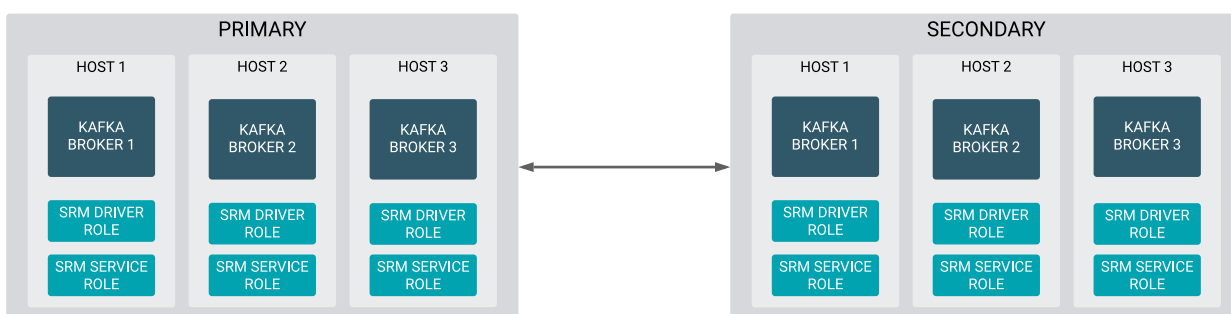 PRIMARY
HOST 1
HOST 2
HOST 3
KAFKA
BROKER 1
KAFKA
BROKER 2
KAFKA
BROKER 3
SRM DRIVER
ROLE
SRM DRIVER
ROLE
SRM DRIVER
ROLE
SRM SERVICE
ROLE
SRM SERVICE
ROLE
SRM SERVICE
ROLE
SECONDARY
HOST 1
HOST 2
HOST 3
KAFKA
BROKER 1
KAFKA
BROKER 2
KAFKA
BROKER 3
SRM DRIVER
ROLE
SRM DRIVER
ROLE
SRM DRIVER
ROLE
SRM SERVICE
ROLE
SRM SERVICE
ROLE
SRM SERVICE
ROLE